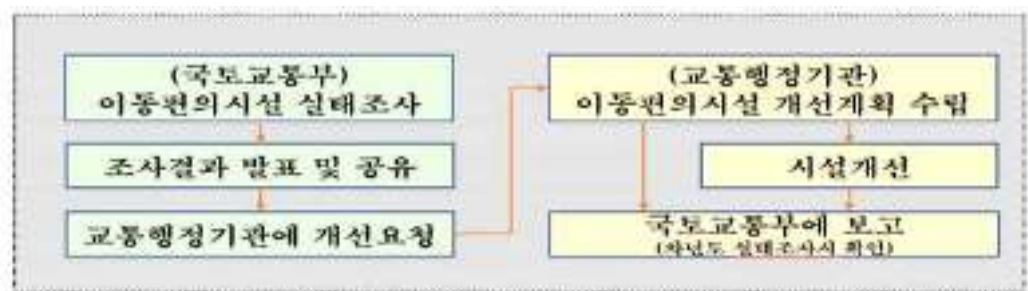 (국토교통부)
이동편의시설 실태조사
조사결과 발표 및 공유
교통행정기관에 개선요청
(교통행정기관)
이동편의시설 개선계획 수립
시설개선
국토교통부에 보고
(차년도 실태조사시 확인)